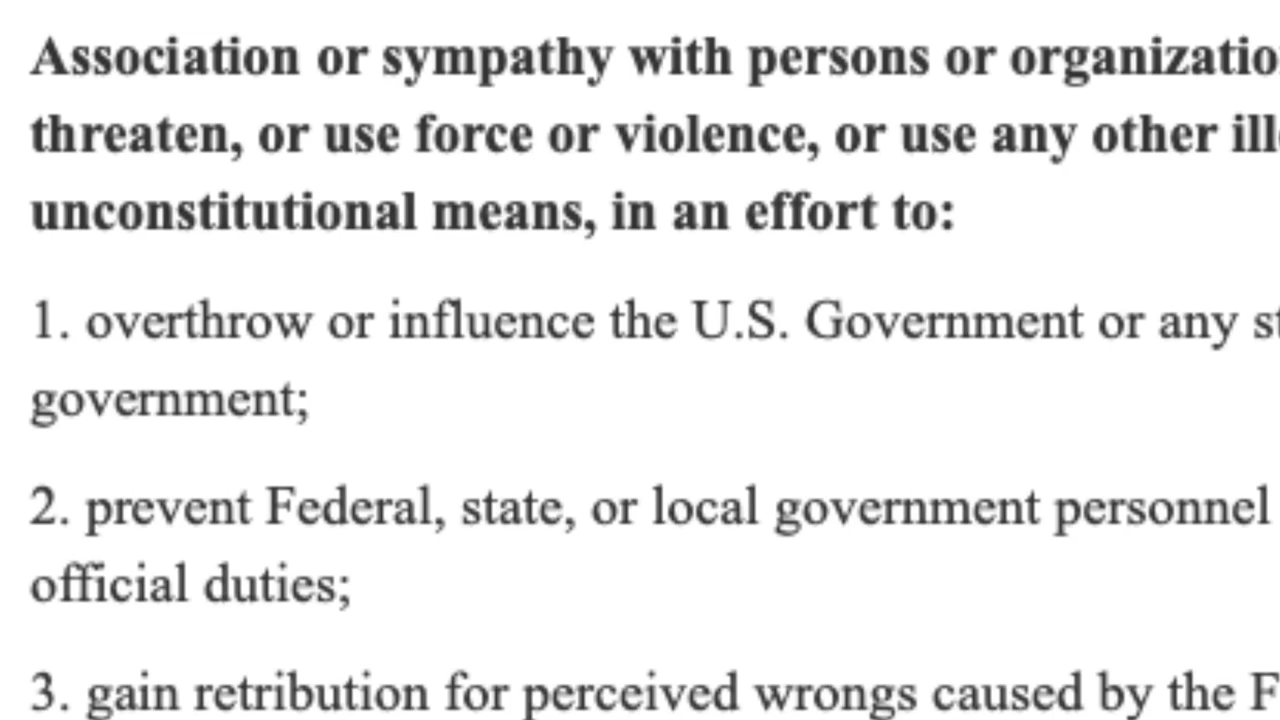 Association or sympathy with persons or
threaten, or use force or violence, or use any other
unconstitutional means, in an effort to:
1. overthrow or influence the U.S. Government or any
government;
2. prevent Federal, state, or local government personnel
official duties;
3. gain retribution for perceived wrongs caused by the